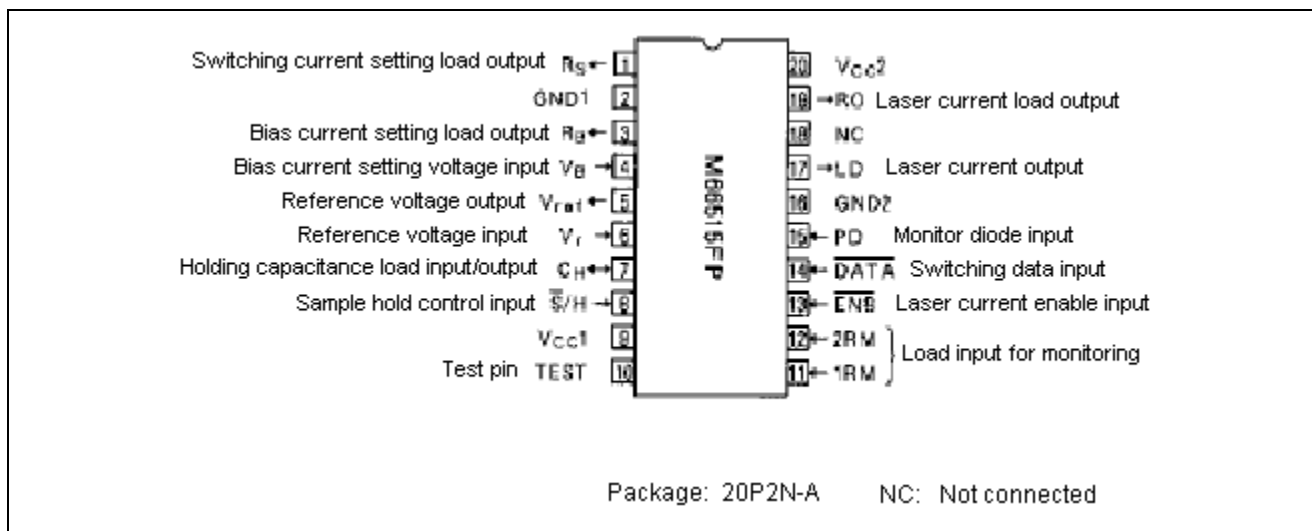 Switching current setting load output RS 1
GND1 2
Bias current setting load output RB 3
Bias current setting voltage input VB 4
Reference voltage output Vref 5
Reference voltage input Vr 6
Holding capacitance load input/output CH 7
Sample hold control input S̅/H 8
VCC1 9
Test pin TEST 10
M66515FP
20 VCC2
19 RO Laser current load output
18 NC
17 LD Laser current output
16 GND2
15 PD Monitor diode input
14 D̅A̅T̅A̅ Switching data input
13 E̅N̅B̅ Laser current enable input
12 2RM
11 1RM
Load input for monitoring
Package: 20P2N-A NC: Not connected